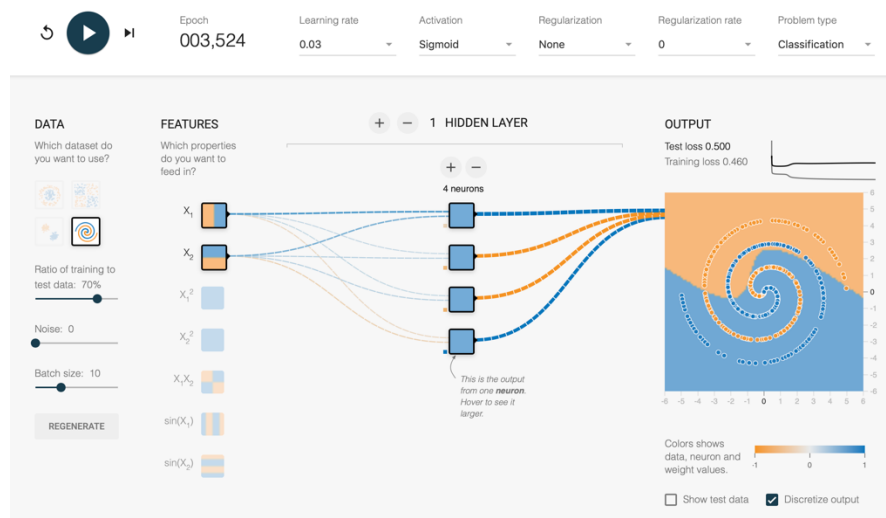 Epoch
003,524
Learning rate
0.03
Activation
Sigmoid
Regularization
None
Regularization rate
0
Problem type
Classification
DATA
Which dataset do
you want to use?
Ratio of training to
test data: 70%
Noise: 0
Batch size: 10
REGENERATE
FEATURES
Which properties
do you want to
feed in?
X₁
X₂
X₁²
X₂²
X₁X₂
sin(X₁)
sin(X₂)
+ − 1 HIDDEN LAYER
+ −
4 neurons
This is the output
from one neuron.
Hover to see it
larger.
OUTPUT
Test loss 0.500
Training loss 0.460
6
5
4
3
2
1
0
-1
-2
-3
-4
-5
-6
-6 -5 -4 -3 -2 -1 0 1 2 3 4 5 6
Colors shows
data, neuron and
weight values.
-1 0 1
Show test data
Discretize output